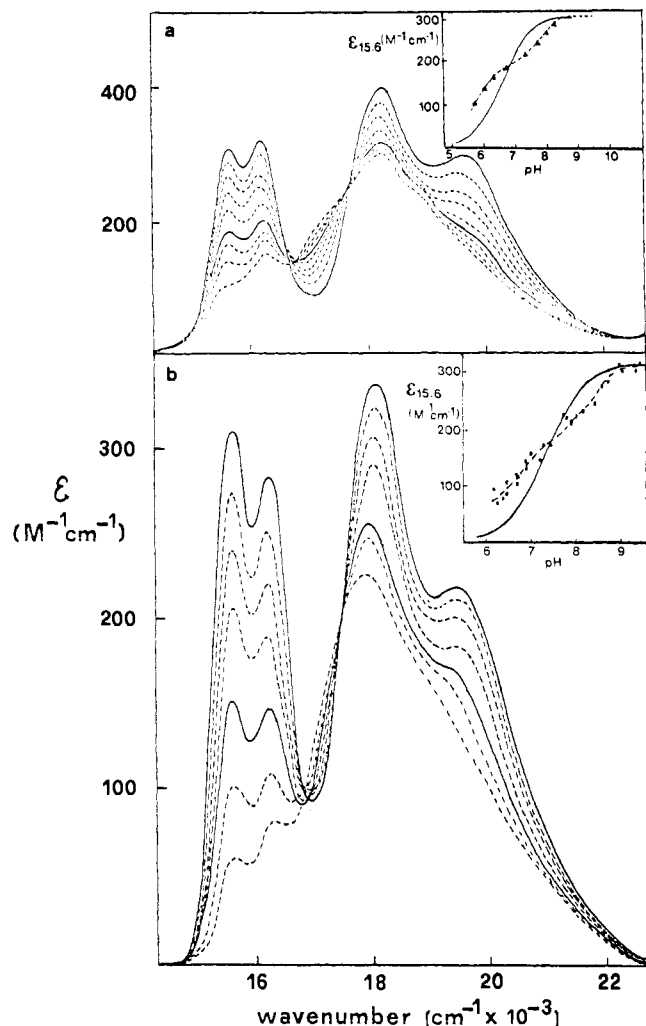 a
400
200
ε15.6 (M⁻¹cm⁻¹)
300
200
100
5 6 7 8 9 10
pH
b
300
200
100
ε
(M⁻¹cm⁻¹)
ε15.6
(M⁻¹cm⁻¹)
300
200
100
6 7 8 9
pH
16 18 20 22
wavenumber (cm⁻¹ x 10⁻³)